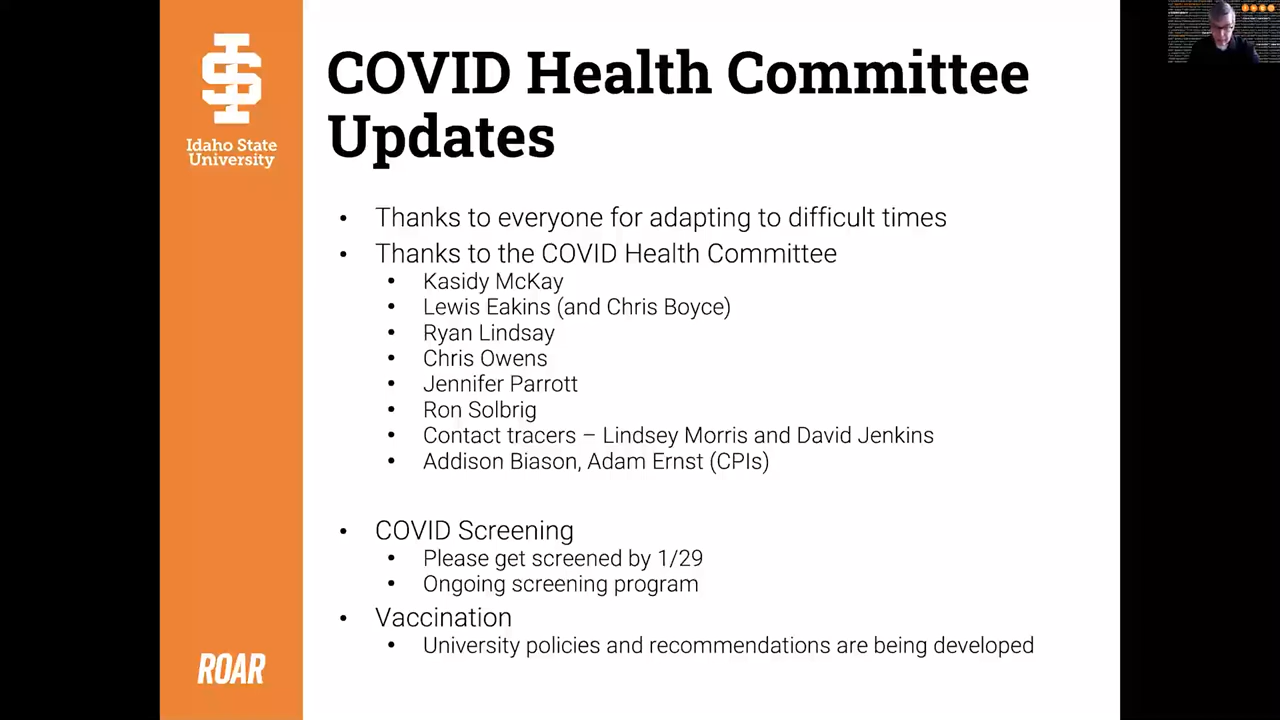 Idaho State
University
COVID Health Committee
Updates
• Thanks to everyone for adapting to difficult times
• Thanks to the COVID Health Committee
• Kasidy McKay
• Lewis Eakins (and Chris Boyce)
• Ryan Lindsay
• Chris Owens
• Jennifer Parrott
• Ron Solbrig
• Contact tracers – Lindsey Morris and David Jenkins
• Addison Biason, Adam Ernst (CPIs)
• COVID Screening
• Please get screened by 1/29
• Ongoing screening program
• Vaccination
• University policies and recommendations are being developed
ROAR